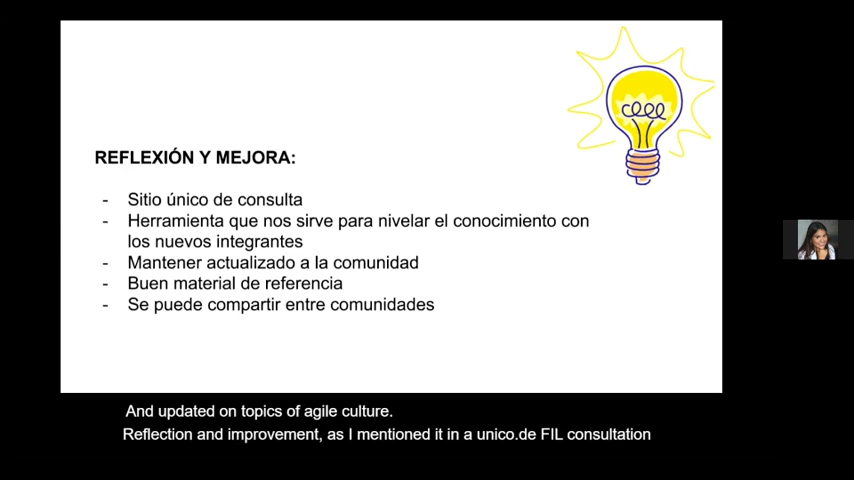 REFLEXIÓN Y MEJORA:
- Sitio único de consulta
- Herramienta que nos sirve para nivelar el conocimiento con
los nuevos integrantes
- Mantener actualizado a la comunidad
- Buen material de referencia
- Se puede compartir entre comunidades
And updated on topics of agile culture.
Reflection and improvement, as I mentioned it in a unico.de FIL consultation